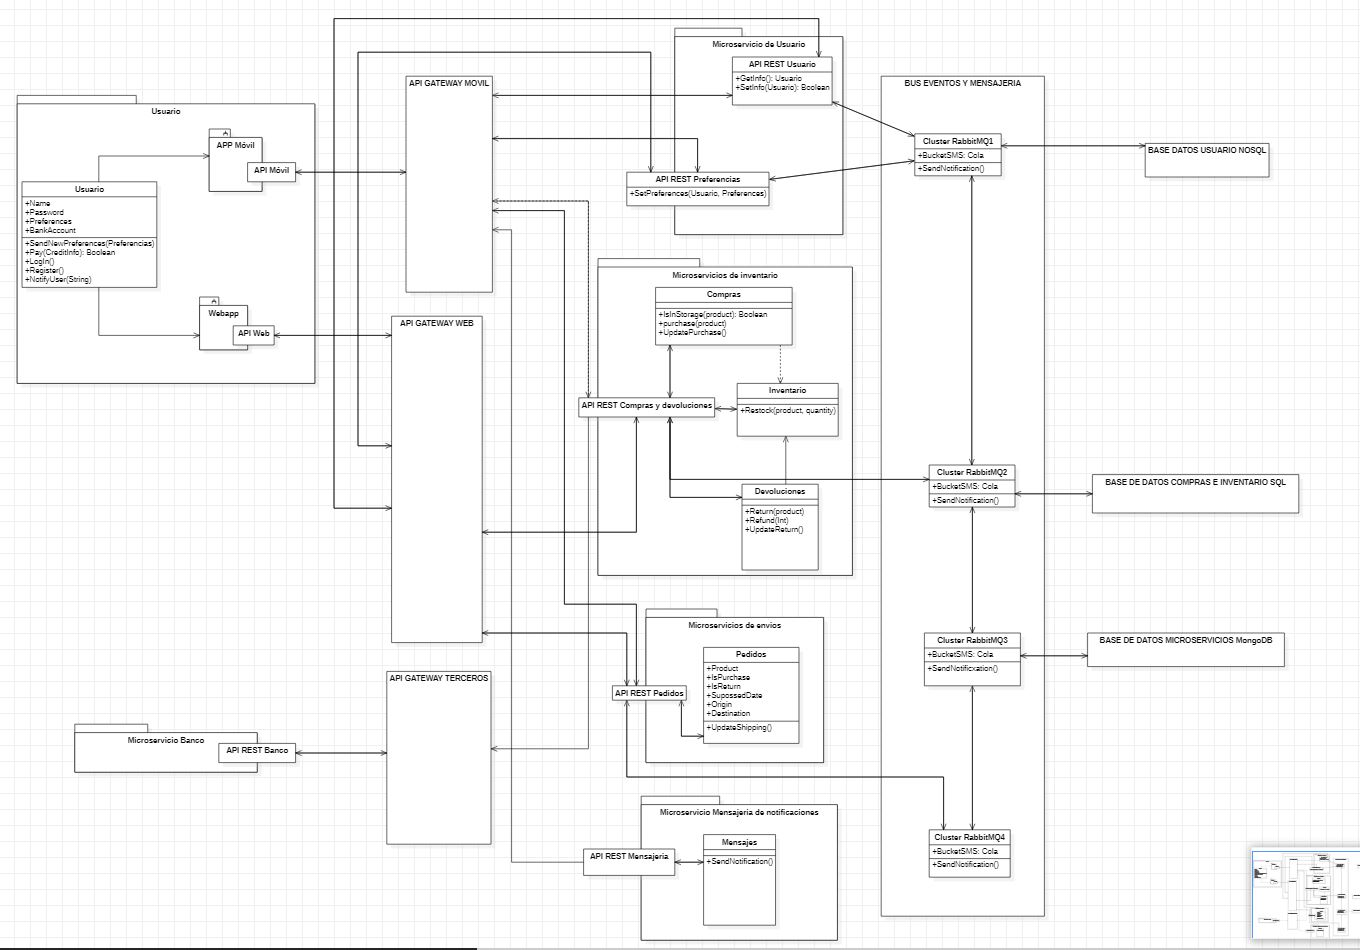 Usuario
APP Móvil
API Móvil
Usuario
+Name
+Password
+Preferences
+BankAccount
+SendNewPreferences(Preferencias)
+Pay(CreditInfo): Boolean
+LogIn()
+Register()
+NotifyUser(String)
Webapp
API Web
API GATEWAY MOVIL
API GATEWAY WEB
API GATEWAY TERCEROS
Microservicio Banco
API REST Banco
Microservicio de Usuario
API REST Usuario
+GetInfo(): Usuario
+SetInfo(Usuario): Boolean
API REST Preferencias
+SetPreferences(Usuario, Preferences)
Microservicios de inventario
Compras
+IsInStorage(product): Boolean
+purchase(product)
+UpdatePurchase()
Inventario
+Restock(product, quantity)
API REST Compras y devoluciones
Devoluciones
+Return(product)
+Refund(Int)
+UpdateReturn()
Microservicios de envios
Pedidos
+Product
+IsPurchase
+IsReturn
+SupossedDate
+Origin
+Destination
+UpdateShipping()
API REST Pedidos
Microservicio Mensajeria de notificaciones
Mensajes
+SendNotification()
API REST Mensajeria
BUS EVENTOS Y MENSAJERIA
Cluster RabbitMQ1
+BucketSMS: Cola
+SendNotification()
Cluster RabbitMQ2
+BucketSMS: Cola
+SendNotification()
Cluster RabbitMQ3
+BucketSMS: Cola
+SendNotificxation()
Cluster RabbitMQ4
+BucketSMS: Cola
+SendNotification()
BASE DATOS USUARIO NOSQL
BASE DE DATOS COMPRAS E INVENTARIO SQL
BASE DE DATOS MICROSERVICIOS MongoDB